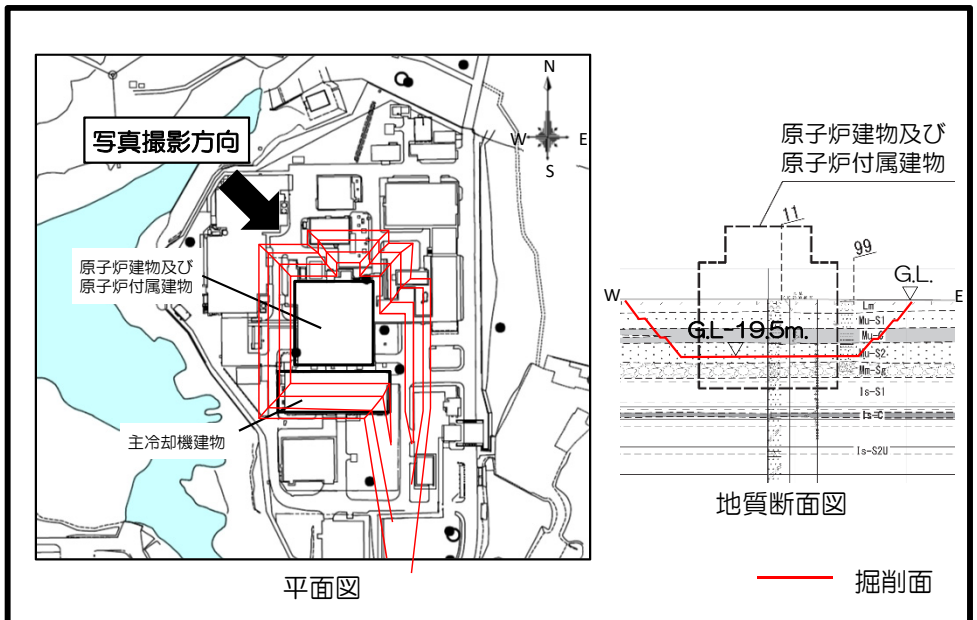 N
W
E
S
写真撮影方向
原子炉建物及び
原子炉付属建物
主冷却機建物
平面図
原子炉建物及び
原子炉付属建物
11
99
G.L.
W
E
Lm
Mu-S1
G.L-19.5m.
Mu-S2
Mm-Sg
Is-S1
Is-C
Is-S2U
地質断面図
掘削面